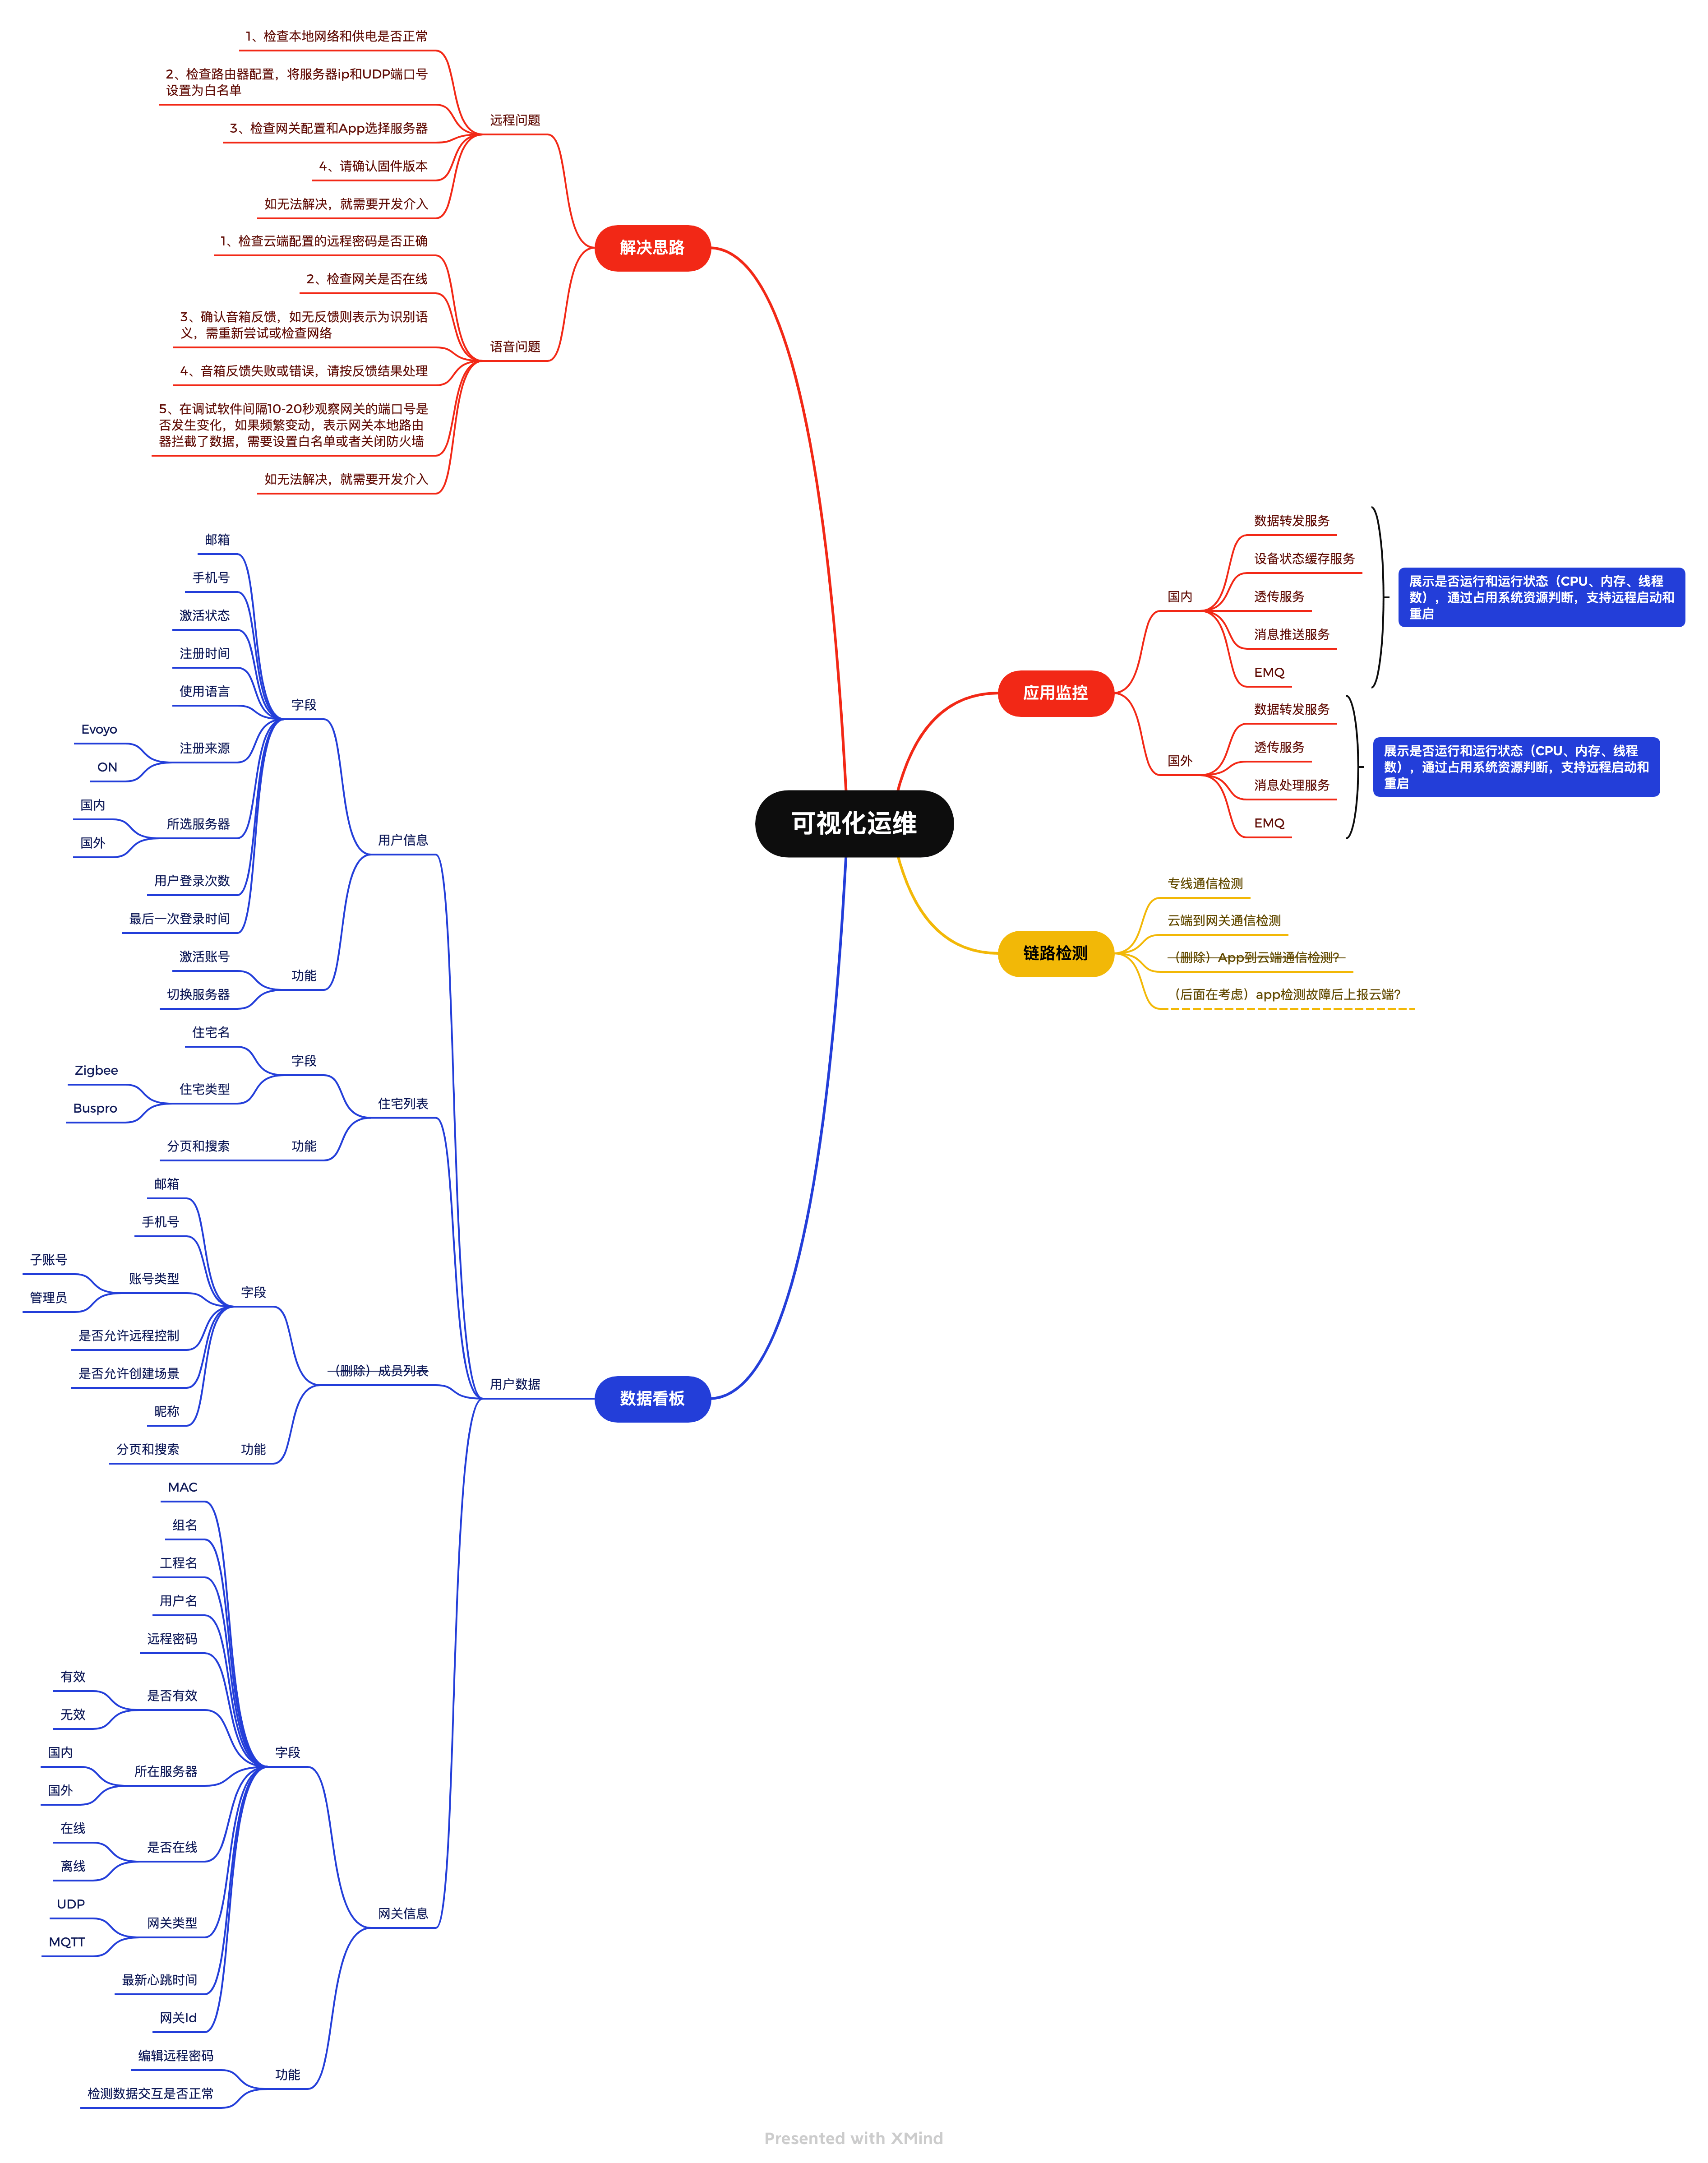 可视化运维
应用监控
国内
数据转发服务
设备状态缓存服务
透传服务
消息推送服务
EMQ
展示是否运行和运行状态（CPU、内存、线程
数），通过占用系统资源判断，支持远程启动和
重启
国外
数据转发服务
透传服务
消息处理服务
EMQ
展示是否运行和运行状态（CPU、内存、线程
数），通过占用系统资源判断，支持远程启动和
重启
链路检测
专线通信检测
云端到网关通信检测
（删除）App到云端通信检测？
（后面在考虑）app检测故障后上报云端？
解决思路
远程问题
1、检查本地网络和供电是否正常
2、检查路由器配置，将服务器ip和UDP端口号
设置为白名单
3、检查网关配置和App选择服务器
4、请确认固件版本
如无法解决，就需要开发介入
语音问题
1、检查云端配置的远程密码是否正确
2、检查网关是否在线
3、确认音箱反馈，如无反馈则表示为识别语
义，需重新尝试或检查网络
4、音箱反馈失败或错误，请按反馈结果处理
5、在调试软件间隔10-20秒观察网关的端口号是
否发生变化，如果频繁变动，表示网关本地路由
器拦截了数据，需要设置白名单或者关闭防火墙
如无法解决，就需要开发介入
数据看板
用户数据
用户信息
字段
邮箱
手机号
激活状态
注册时间
使用语言
注册来源
Evoyo
ON
所选服务器
国内
国外
用户登录次数
最后一次登录时间
功能
激活账号
切换服务器
住宅列表
字段
住宅名
住宅类型
Zigbee
Buspro
功能
分页和搜索
（删除）成员列表
字段
邮箱
手机号
账号类型
子账号
管理员
是否允许远程控制
是否允许创建场景
昵称
功能
分页和搜索
网关信息
字段
MAC
组名
工程名
用户名
远程密码
是否有效
有效
无效
所在服务器
国内
国外
是否在线
在线
离线
网关类型
UDP
MQTT
最新心跳时间
网关Id
功能
编辑远程密码
检测数据交互是否正常
Presented with XMind